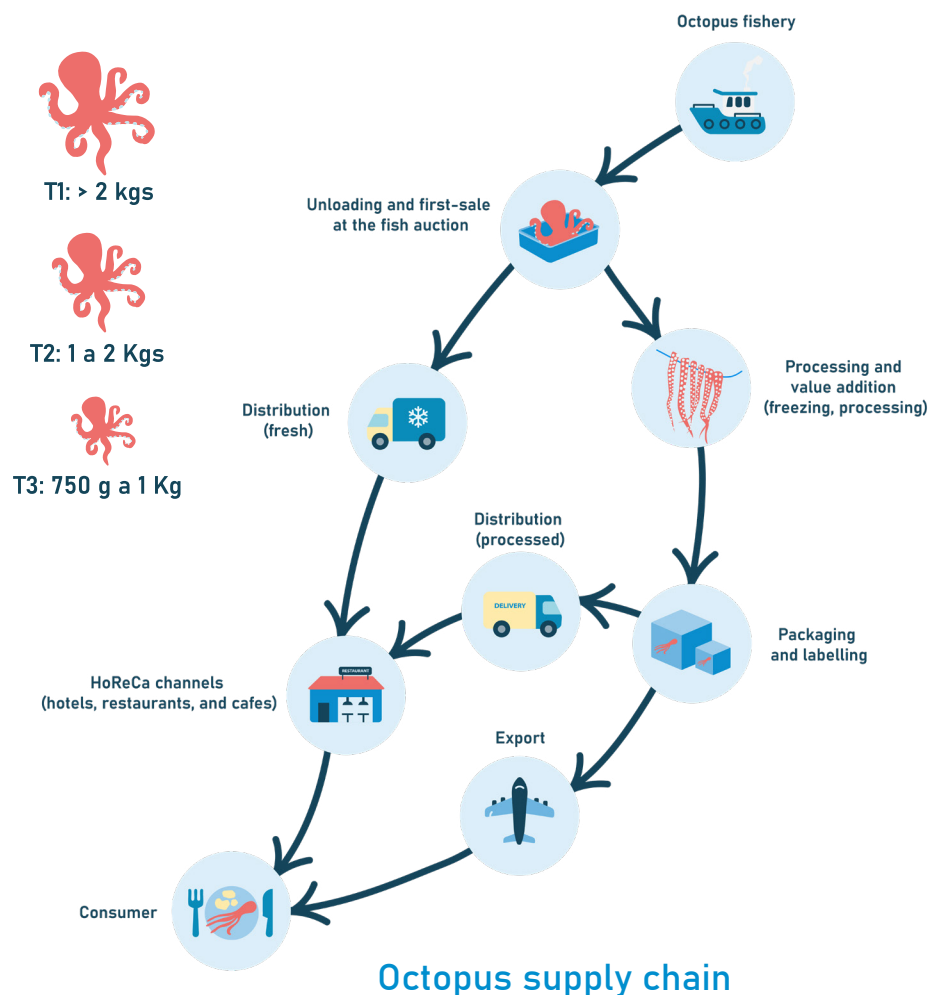 Octopus fishery
T1: > 2 kgs
Unloading and first-sale
at the fish auction
T2: 1 a 2 Kgs
Processing and
value addition
(freezing, processing)
Distribution
(fresh)
T3: 750 g a 1 Kg
Distribution
(processed)
DELIVERY
Packaging
and labelling
RESTAURANT
HoReCa channels
(hotels, restaurants, and cafes)
Export
Consumer
Octopus supply chain